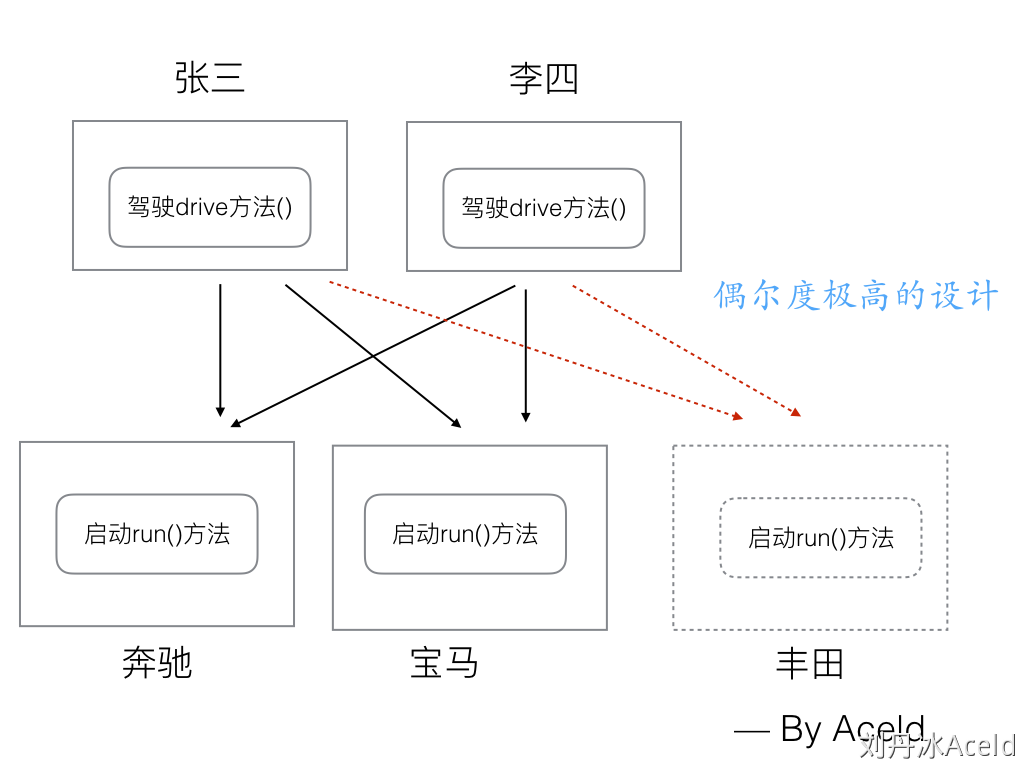 张三
李四
驾驶drive方法()
驾驶drive方法()
偶尔度极高的设计
启动run()方法
启动run()方法
启动run()方法
奔驰
宝马
丰田
— By Aceld
刘丹冰Aceld